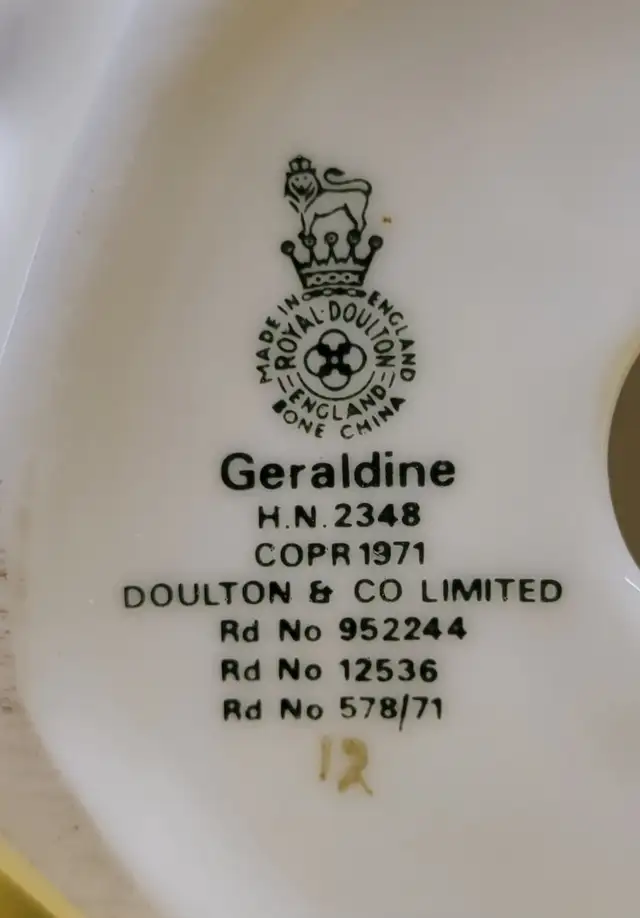 MADE IN ENGLAND
ROYAL·DOULTON
ENGLAND
BONE CHINA
Geraldine
H.N. 2348
COPR 1971
DOULTON & CO LIMITED
Rd No 952244
Rd No 12536
Rd No 578/71
12